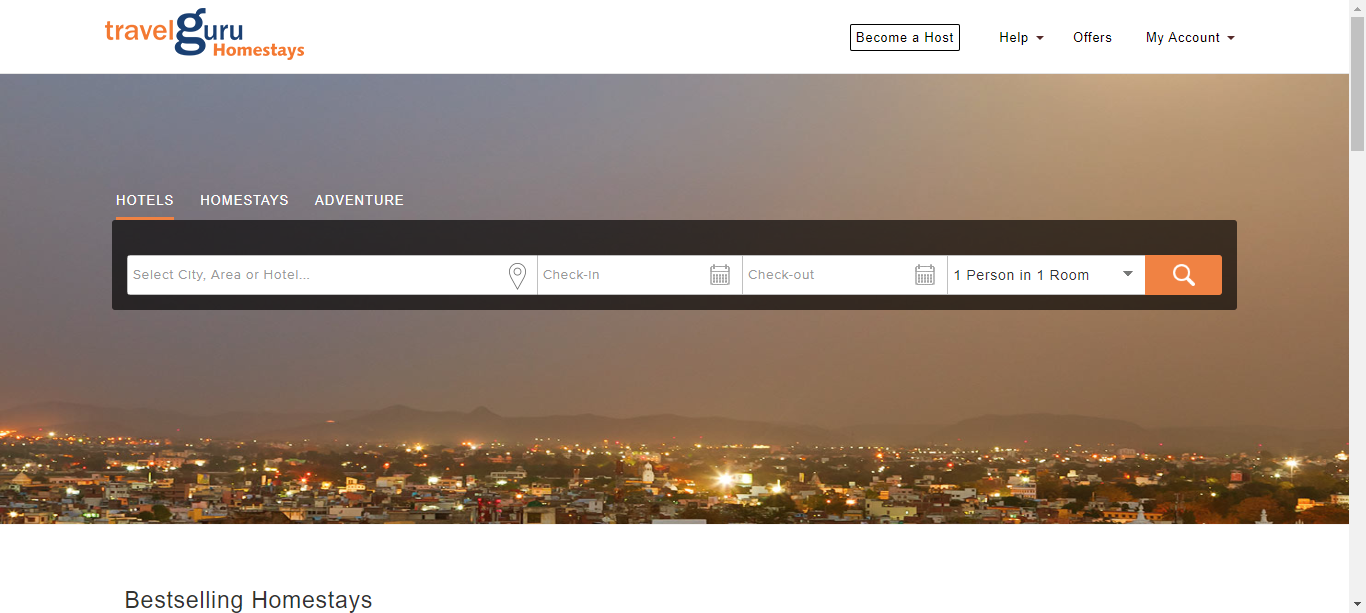 travelguru
Homestays
Become a Host
Help
Offers
My Account
HOTELS
HOMESTAYS
ADVENTURE
Select City, Area or Hotel...
Check-In
Check-out
1 Person in 1 Room
Bestselling Homestays